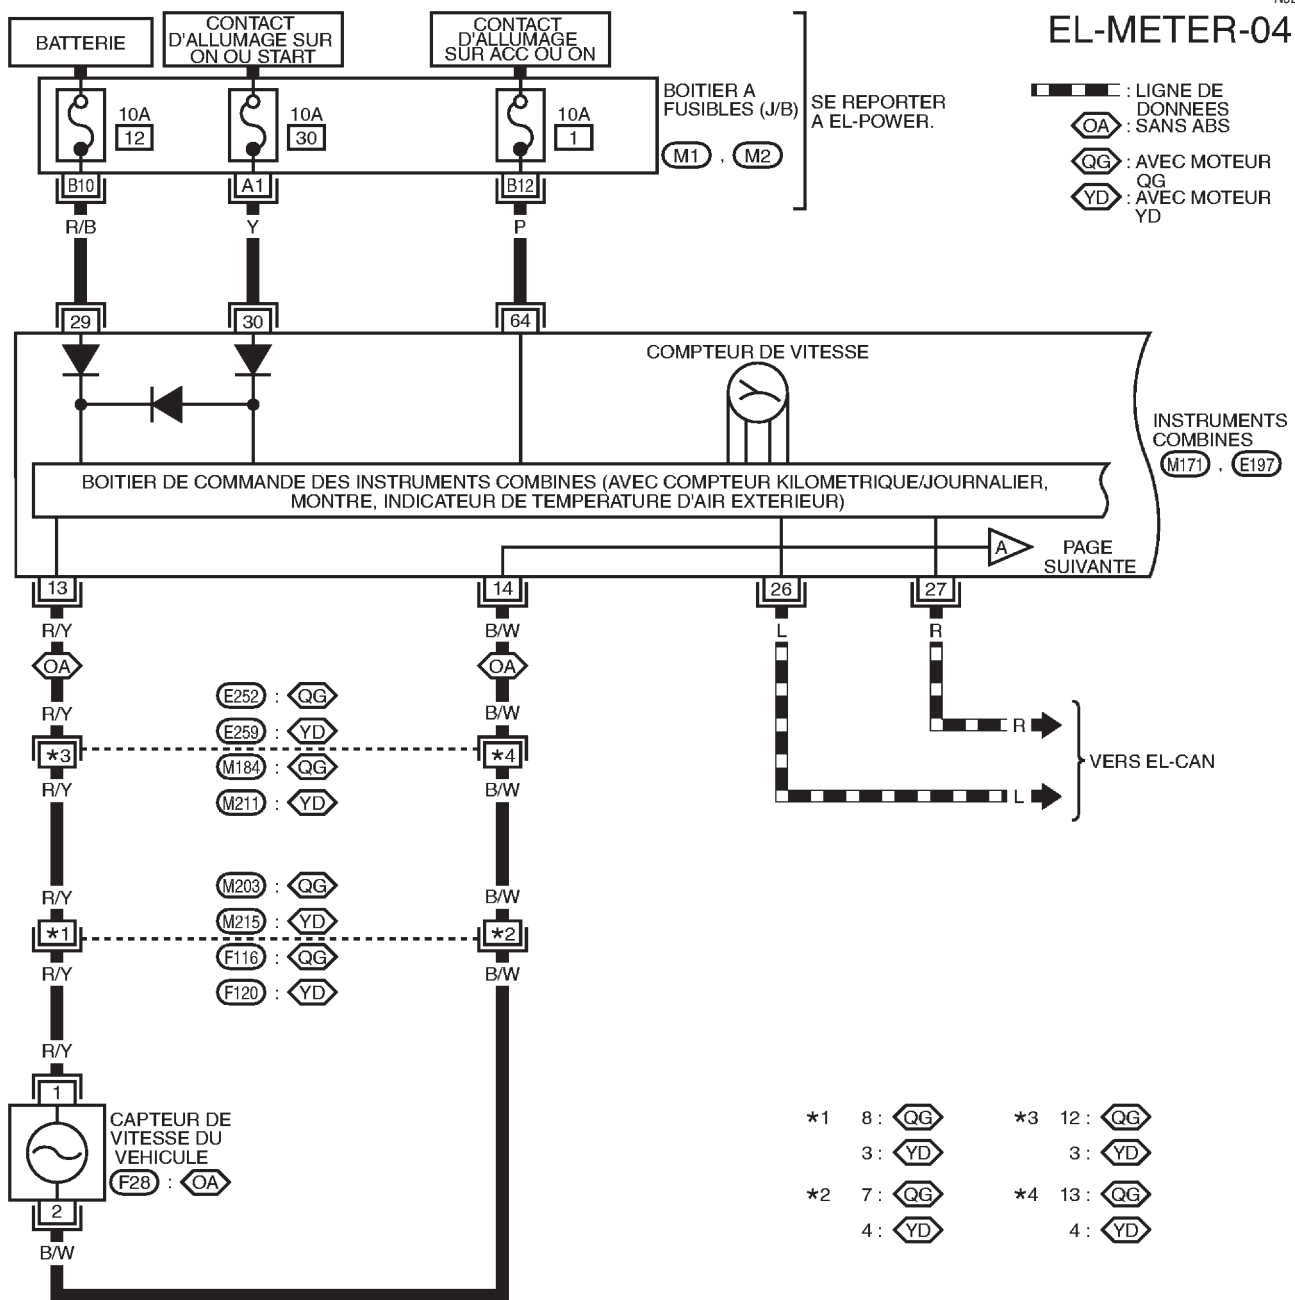 EL-METER-04
BATTERIE
CONTACT
D'ALLUMAGE SUR
ON OU START
CONTACT
D'ALLUMAGE
SUR ACC OU ON
10A
12
10A
30
10A
1
BOITIER A
FUSIBLES (J/B)
M1 , M2
SE REPORTER
A EL-POWER.
: LIGNE DE
DONNEES
OA : SANS ABS
QG : AVEC MOTEUR
QG
YD : AVEC MOTEUR
YD
B10
A1
B12
R/B
Y
P
29
30
64
COMPTEUR DE VITESSE
INSTRUMENTS
COMBINES
M171 , E197
BOITIER DE COMMANDE DES INSTRUMENTS COMBINES (AVEC COMPTEUR KILOMETRIQUE/JOURNALIER,
MONTRE, INDICATEUR DE TEMPERATURE D'AIR EXTERIEUR)
A
PAGE
SUIVANTE
13
14
26
27
R/Y
B/W
L
R
OA
OA
R/Y
B/W
E252 : QG
E259 : YD
*3
*4
M184 : QG
M211 : YD
R/Y
B/W
R
L
VERS EL-CAN
R/Y
B/W
M203 : QG
M215 : YD
*1
*2
F116 : QG
F120 : YD
R/Y
B/W
R/Y
1
CAPTEUR DE
VITESSE DU
VEHICULE
F28 : OA
2
B/W
*1 8 : QG
3 : YD
*2 7 : QG
4 : YD
*3 12 : QG
3 : YD
*4 13 : QG
4 : YD